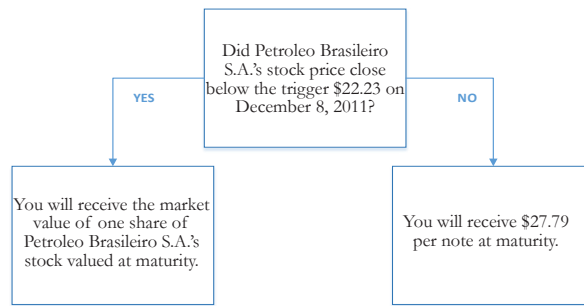 Did Petroleo Brasileiro
S.A.'s stock price close
below the trigger $22.23 on
December 8, 2011?
YES
NO
You will receive the market
value of one share of
Petroleo Brasileiro S.A.'s
stock valued at maturity.
You will receive $27.79
per note at maturity.